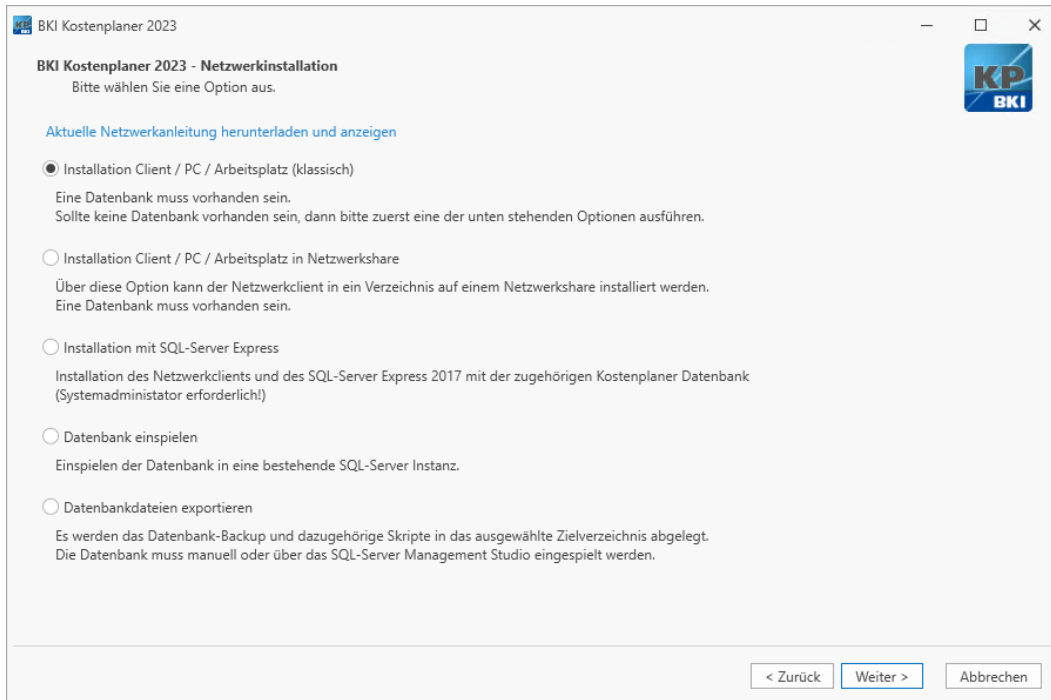 BKI Kostenplaner 2023
BKI Kostenplaner 2023 - Netzwerkinstallation
Bitte wählen Sie eine Option aus.
KP
BKI
Aktuelle Netzwerkanleitung herunterladen und anzeigen
Installation Client / PC / Arbeitsplatz (klassisch)
Eine Datenbank muss vorhanden sein.
Sollte keine Datenbank vorhanden sein, dann bitte zuerst eine der unten stehenden Optionen ausführen.
Installation Client / PC / Arbeitsplatz in Netzwerkshare
Über diese Option kann der Netzwerkclient in ein Verzeichnis auf einem Netzwerkshare installiert werden.
Eine Datenbank muss vorhanden sein.
Installation mit SQL-Server Express
Installation des Netzwerkclients und des SQL-Server Express 2017 mit der zugehörigen Kostenplaner Datenbank
(Systemadministator erforderlich!)
Datenbank einspielen
Einspielen der Datenbank in eine bestehende SQL-Server Instanz.
Datenbankdateien exportieren
Es werden das Datenbank-Backup und dazugehörige Skripte in das ausgewählte Zielverzeichnis abgelegt.
Die Datenbank muss manuell oder über das SQL-Server Management Studio eingespielt werden.
< Zurück
Weiter >
Abbrechen